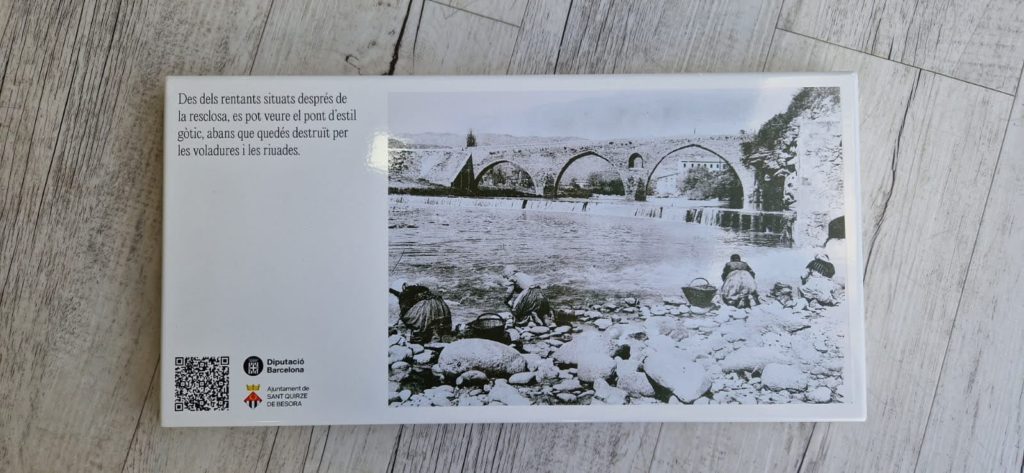 Des dels rentants situats després de
la resclosa, es pot veure el pont d'estil
gòtic, abans que quedés destruït per
les voladures i les riuades.
Diputació
Barcelona
Ajuntament de
SANT QUIRZE
DE BESORA